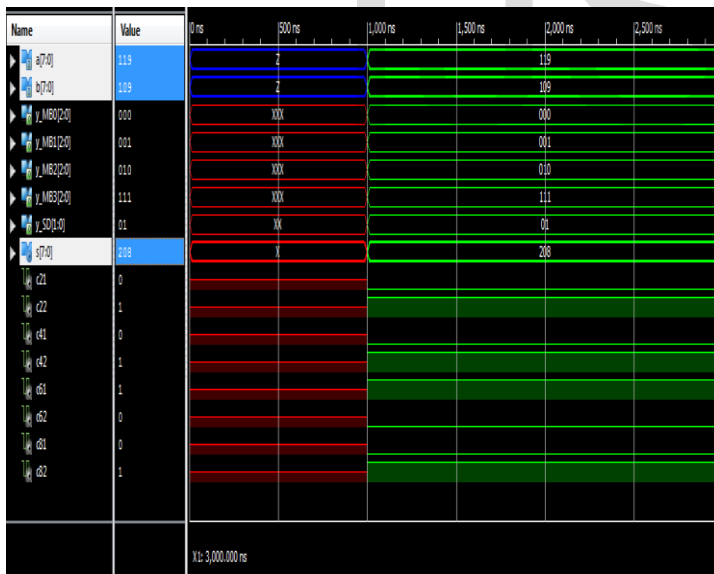 Name Value 0 ns 500 ns 1,000 ns 1,500 ns 2,000 ns 2,500 ns
a[7:0] 119 Z 119
b[7:0] 109 Z 109
y_MB0[2:0] 000 XXX 000
y_MB1[2:0] 001 XXX 001
y_MB2[2:0] 010 XXX 010
y_MB3[2:0] 111 XXX 111
y_SD[1:0] 01 XX 01
s[7:0] 208 X 208
c21 0
c22 1
c41 0
c42 1
c61 1
c62 0
c81 0
c82 1
X1: 3,000.000 ns